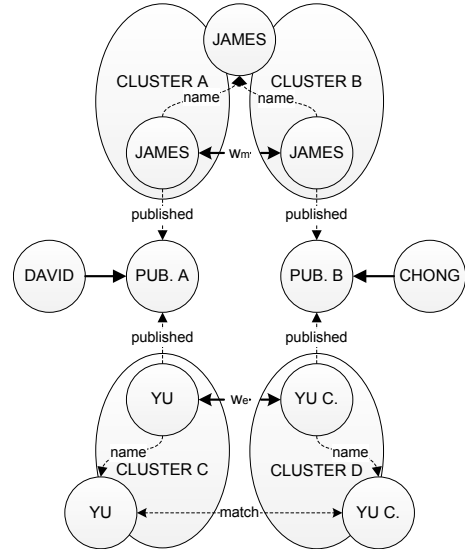 JAMES
CLUSTER A
CLUSTER B
name
name
JAMES
wm
JAMES
published
published
DAVID
PUB. A
PUB. B
CHONG
published
published
YU
we
YU C.
name
name
CLUSTER C
CLUSTER D
YU
match
YU C.